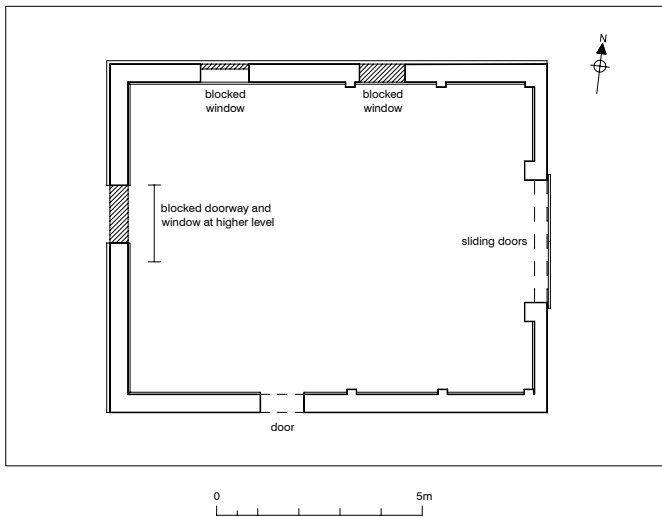 N
blocked
window
blocked
window
blocked doorway and
window at higher level
sliding doors
door
0
5m